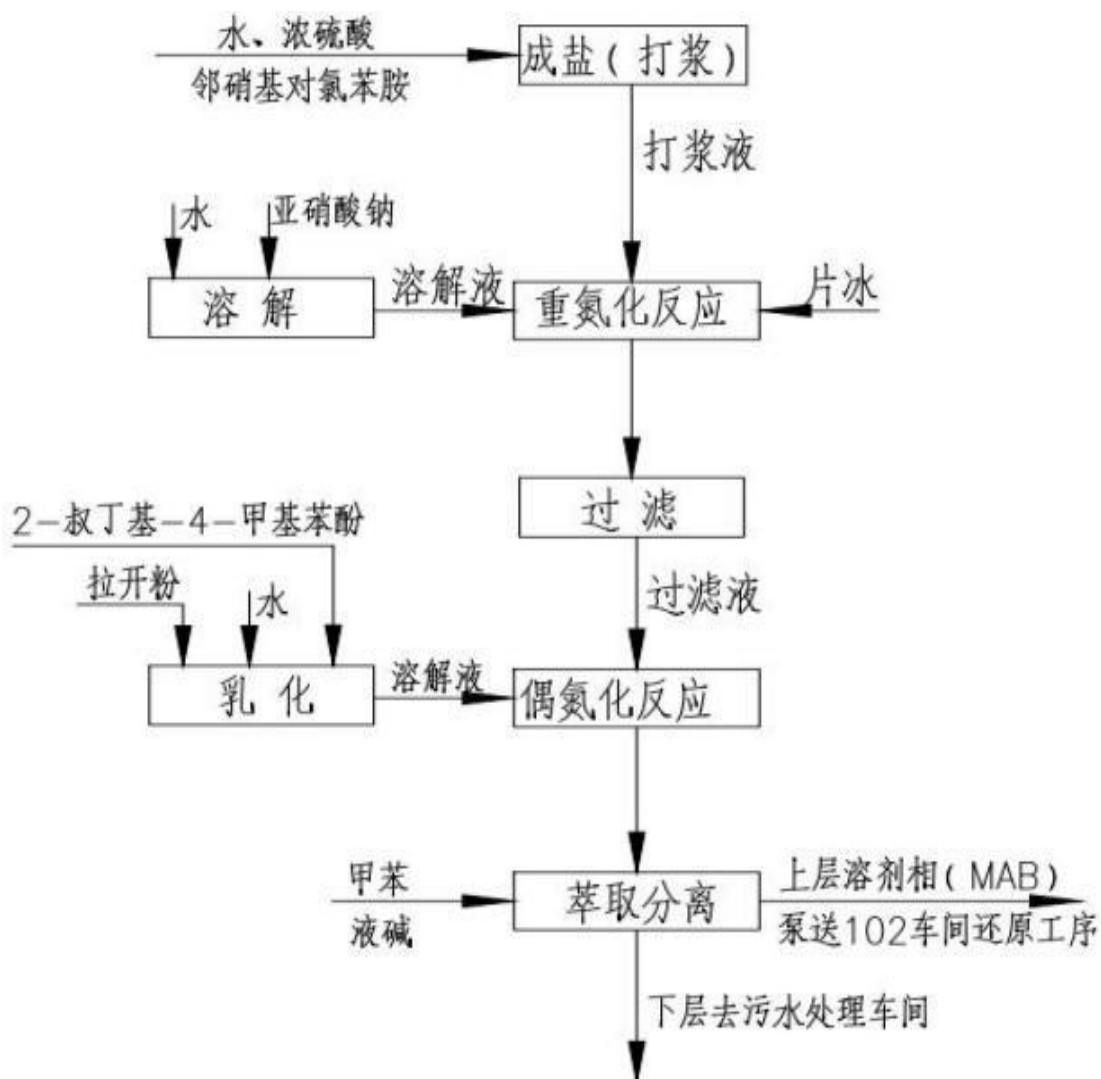 水、浓硫酸
邻硝基对氯苯胺
成盐(打浆)
打浆液
水
亚硝酸钠
溶解
溶解液
重氮化反应
片冰
过滤
2-叔丁基-4-甲基苯酚
拉开粉
水
过滤液
乳化
溶解液
偶氮化反应
甲苯
液碱
萃取分离
上层溶剂相(MAB)
泵送102车间还原工序
下层去污水处理车间